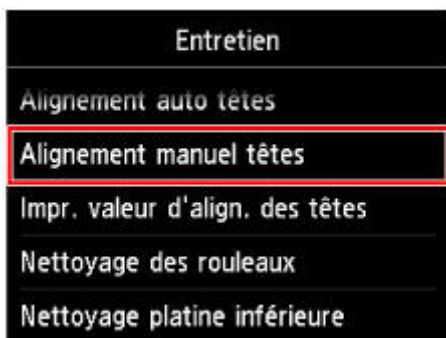 Entretien
Alignement auto têtes
Alignement manuel têtes
Impr. valeur d'align. des têtes
Nettoyage des rouleaux
Nettoyage platine inférieure